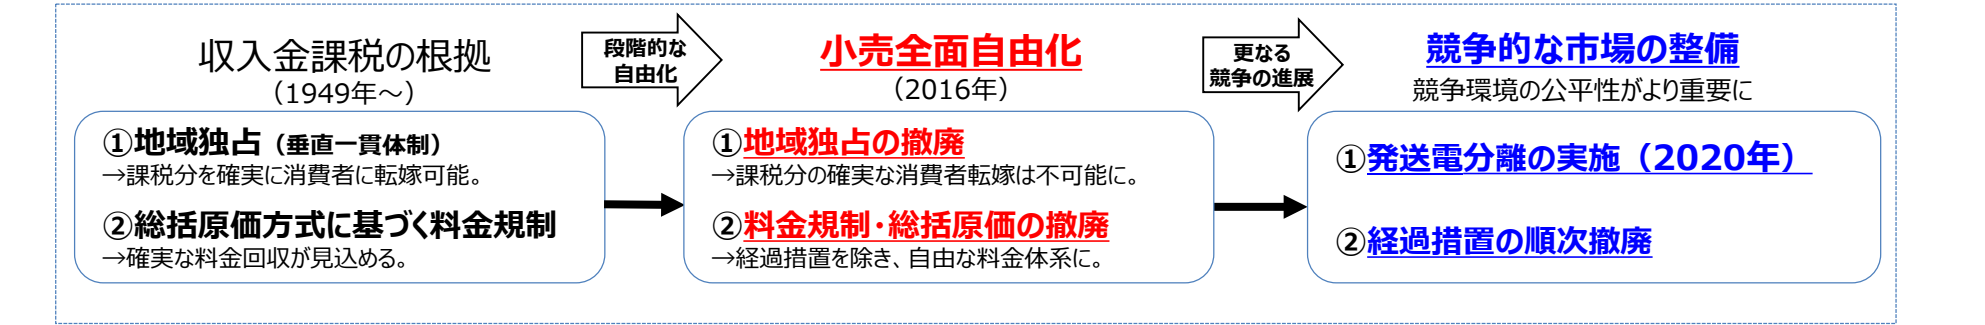 収入金課税の根拠
（1949年～）
①地域独占（垂直一貫体制）
→課税分を確実に消費者に転嫁可能。
②総括原価方式に基づく料金規制
→確実な料金回収が見込める。
段階的な
自由化
小売全面自由化
（2016年）
①地域独占の撤廃
→課税分の確実な消費者転嫁は不可能に。
②料金規制・総括原価の撤廃
→経過措置を除き、自由な料金体系に。
更なる
競争の進展
競争的な市場の整備
競争環境の公平性がより重要に
①発送電分離の実施（2020年）
②経過措置の順次撤廃